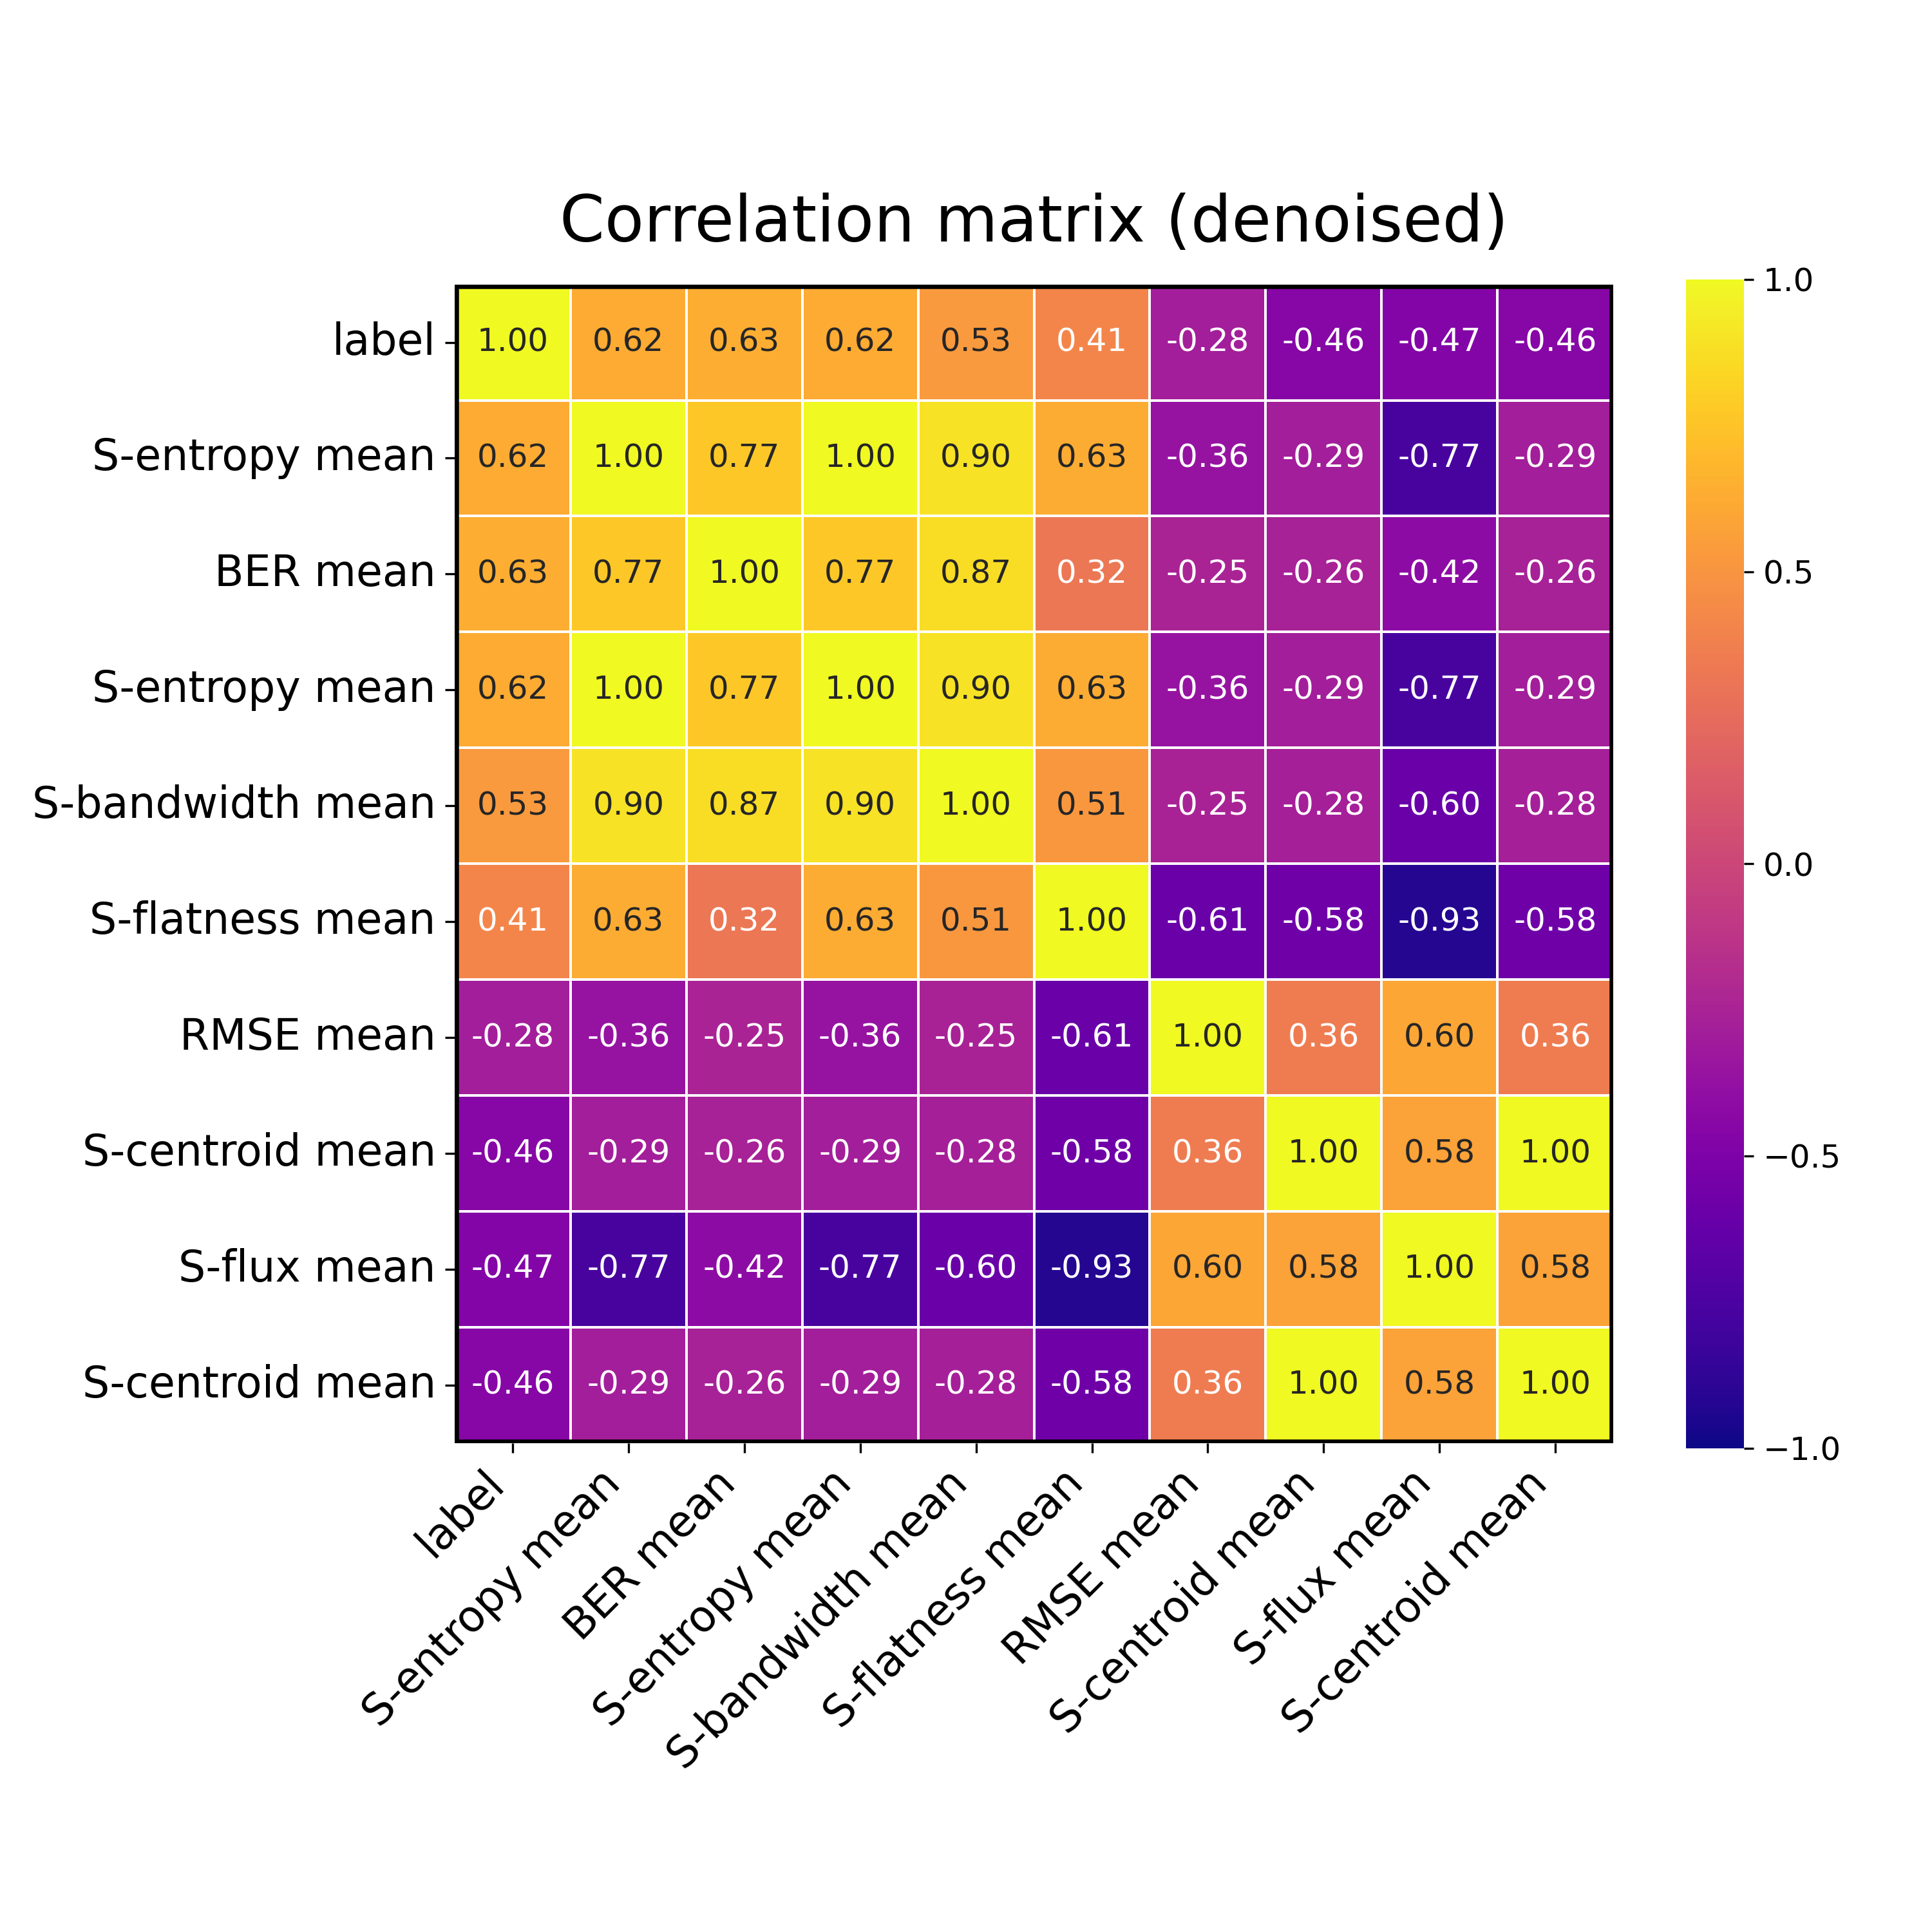 Correlation matrix (denoised)
label 1.00 0.62 0.63 0.62 0.53 0.41 -0.28 -0.46 -0.47 -0.46
S-entropy mean 0.62 1.00 0.77 1.00 0.90 0.63 -0.36 -0.29 -0.77 -0.29
BER mean 0.63 0.77 1.00 0.77 0.87 0.32 -0.25 -0.26 -0.42 -0.26
S-entropy mean 0.62 1.00 0.77 1.00 0.90 0.63 -0.36 -0.29 -0.77 -0.29
S-bandwidth mean 0.53 0.90 0.87 0.90 1.00 0.51 -0.25 -0.28 -0.60 -0.28
S-flatness mean 0.41 0.63 0.32 0.63 0.51 1.00 -0.61 -0.58 -0.93 -0.58
RMSE mean -0.28 -0.36 -0.25 -0.36 -0.25 -0.61 1.00 0.36 0.60 0.36
S-centroid mean -0.46 -0.29 -0.26 -0.29 -0.28 -0.58 0.36 1.00 0.58 1.00
S-flux mean -0.47 -0.77 -0.42 -0.77 -0.60 -0.93 0.60 0.58 1.00 0.58
S-centroid mean -0.46 -0.29 -0.26 -0.29 -0.28 -0.58 0.36 1.00 0.58 1.00
label
S-entropy mean
BER mean
S-entropy mean
S-bandwidth mean
S-flatness mean
RMSE mean
S-centroid mean
S-flux mean
S-centroid mean
1.0
0.5
0.0
−0.5
−1.0